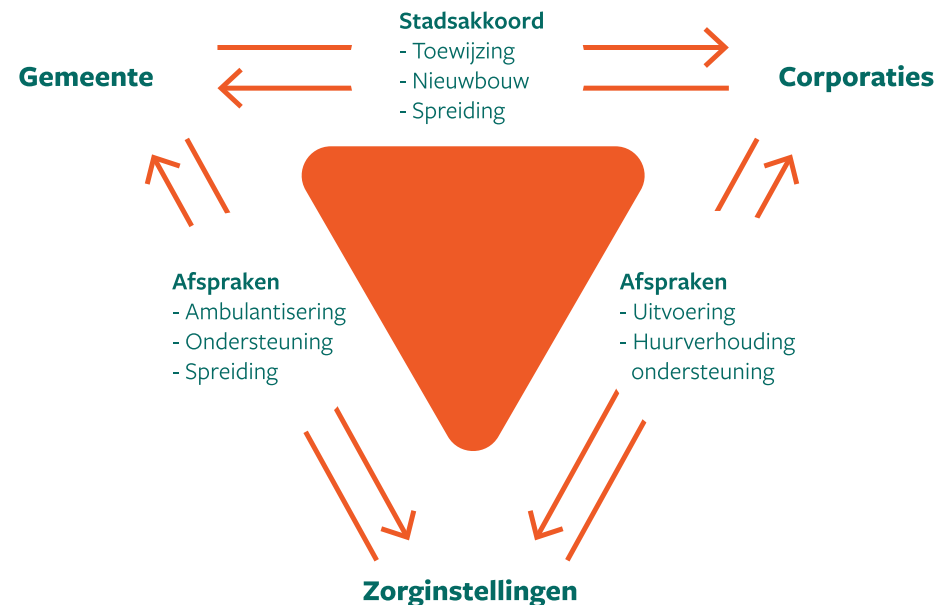 Stadsakkoord
- Toewijzing
- Nieuwbouw
- Spreiding
Gemeente
Corporaties
Afspraken
- Ambulantisering
- Ondersteuning
- Spreiding
Afspraken
- Uitvoering
- Huurverhouding
ondersteuning
Zorginstellingen